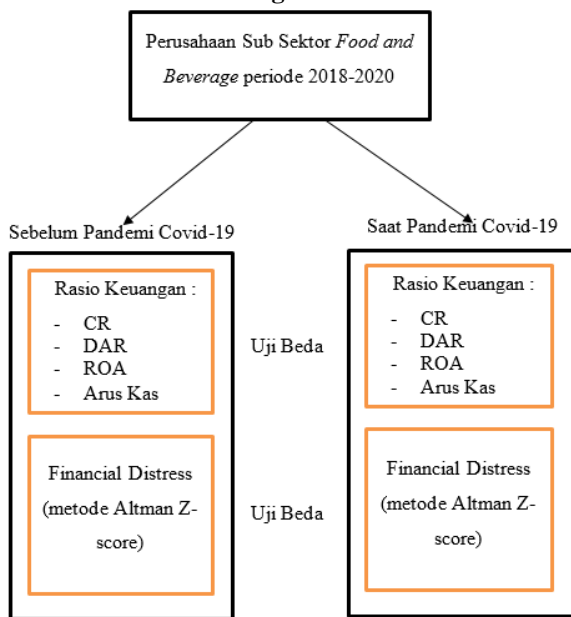 Perusahaan Sub Sektor Food and
Beverage periode 2018-2020
Sebelum Pandemi Covid-19
Saat Pandemi Covid-19
Rasio Keuangan :
- CR
- DAR
- ROA
- Arus Kas
Uji Beda
Rasio Keuangan :
- CR
- DAR
- ROA
- Arus Kas
Financial Distress
(metode Altman Z-
score)
Uji Beda
Financial Distress
(metode Altman Z-
score)